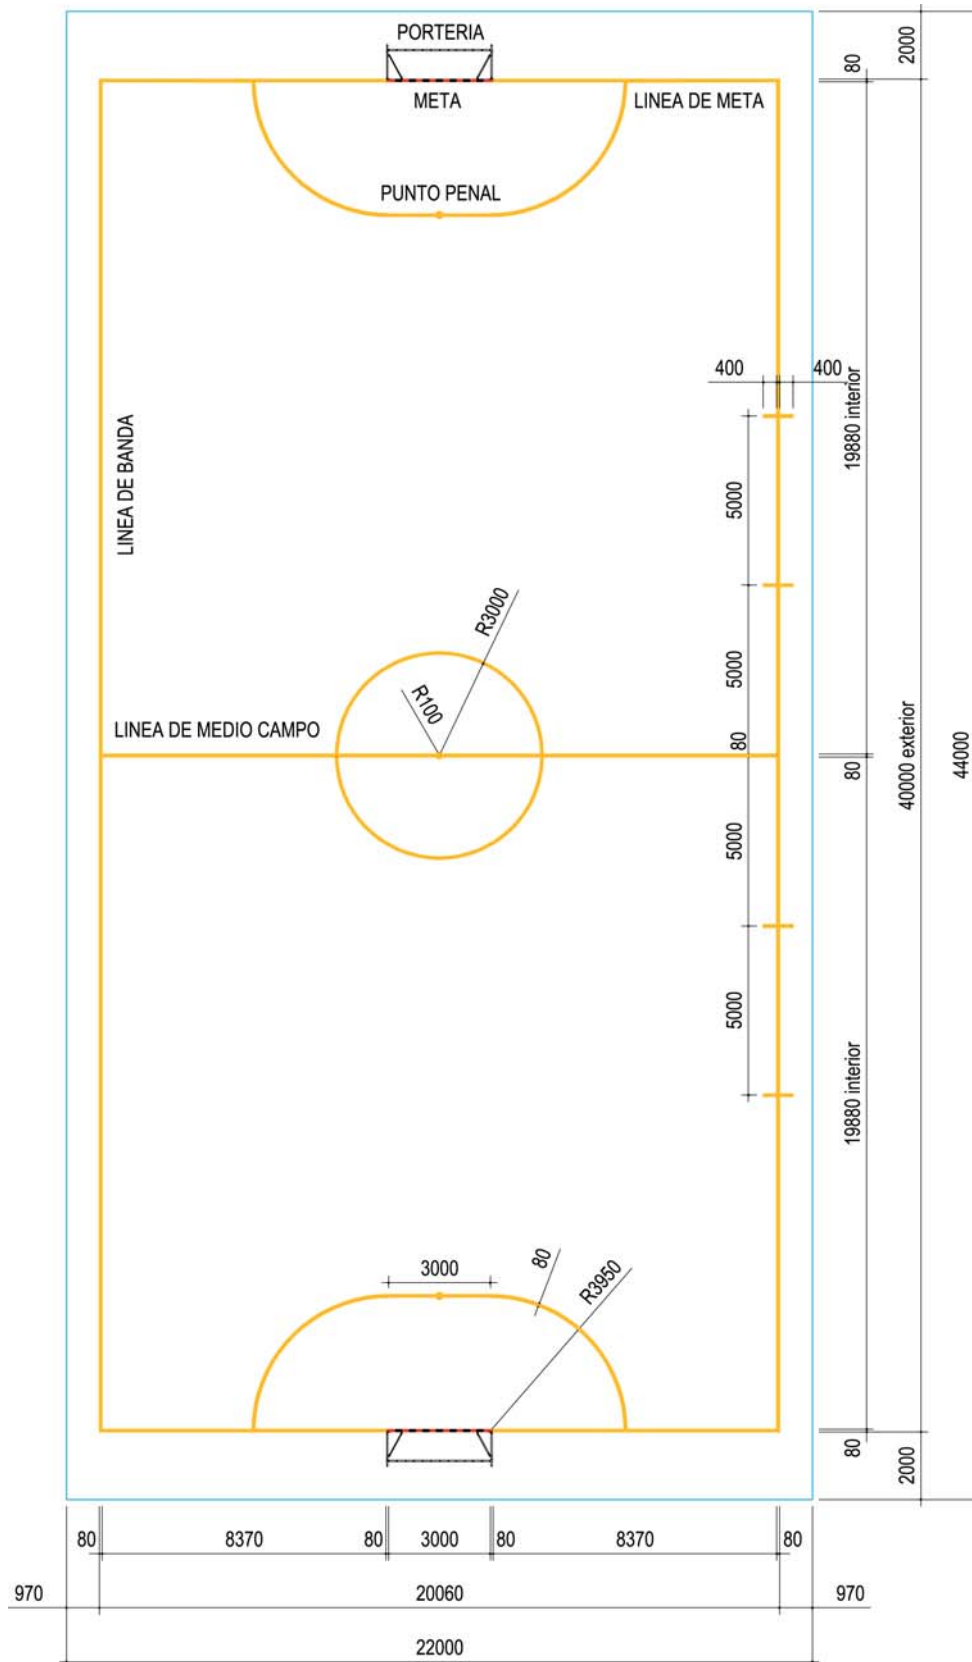 PORTERIA
2000
80
META
LINEA DE META
PUNTO PENAL
400
400
19880 interior
LINEA DE BANDA
5000
R3000
5000
R100
LINEA DE MEDIO CAMPO
80
80
40000 exterior
44000
5000
5000
19880 interior
3000
80
R3950
80
2000
80
8370
80
3000
80
8370
80
970
20060
970
22000